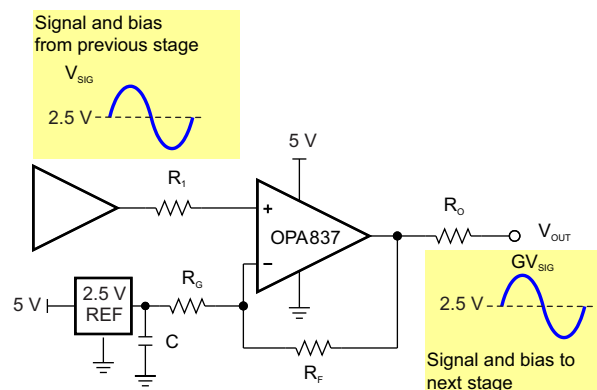 Signal and bias
from previous stage
V_SIG
2.5 V
5 V
R_1
R_O
+
OPA837
V_OUT
−
GV_SIG
R_G
2.5 V
REF
5 V
2.5 V
C
R_F
Signal and bias to
next stage